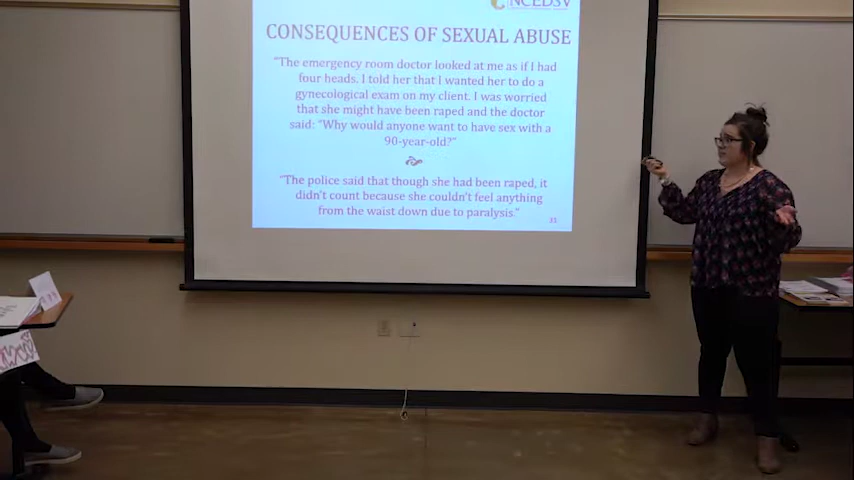 NCEDSV
CONSEQUENCES OF SEXUAL ABUSE
"The emergency room doctor looked at me as if I had
four heads. I told her that I wanted her to do a
gynecological exam on my client. I was worried
that she might have been raped and the doctor
said: "Why would anyone want to have sex with a
90-year-old?"
"The police said that though she had been raped, it
didn't count because she couldn't feel anything
from the waist down due to paralysis."